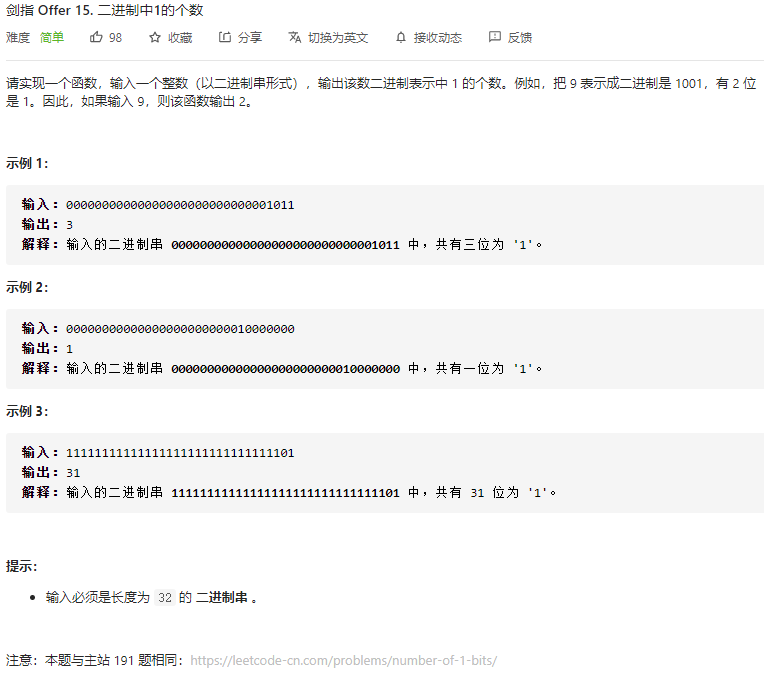 剑指 Offer 15. 二进制中1的个数
难度 简单 98 收藏 分享 切换为英文 接收动态 反馈
请实现一个函数，输入一个整数（以二进制串形式），输出该数二进制表示中 1 的个数。例如，把 9 表示成二进制是 1001，有 2 位
是 1。因此，如果输入 9，则该函数输出 2。
示例 1：
输入：00000000000000000000000000001011
输出：3
解释：输入的二进制串 00000000000000000000000000001011 中，共有三位为 '1'。
示例 2：
输入：00000000000000000000000010000000
输出：1
解释：输入的二进制串 00000000000000000000000010000000 中，共有一位为 '1'。
示例 3：
输入：11111111111111111111111111111101
输出：31
解释：输入的二进制串 11111111111111111111111111111101 中，共有 31 位为 '1'。
提示：
• 输入必须是长度为 32 的 二进制串 。
注意：本题与主站 191 题相同：https://leetcode-cn.com/problems/number-of-1-bits/